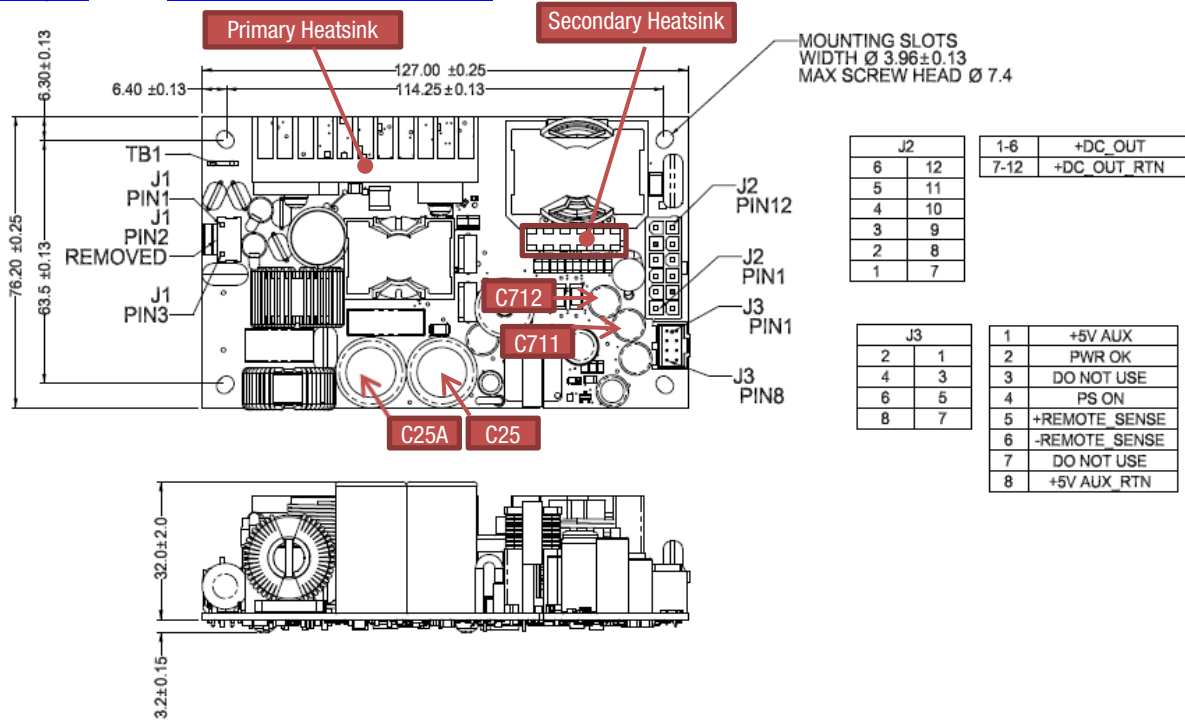 Primary Heatsink
Secondary Heatsink
MOUNTING SLOTS
WIDTH Ø 3.96±0.13
MAX SCREW HEAD Ø 7.4
6.30±0.13
127.00 ±0.25
6.40 ±0.13
114.25±0.13
76.20 ±0.25
63.5 ±0.13
TB1
J1
PIN1
J1
PIN2
REMOVED
J1
PIN3
J2
PIN12
J2
PIN1
J3
PIN1
J3
PIN8
C712
C711
C25A
C25
J2
6 12
5 11
4 10
3 9
2 8
1 7
1-6 +DC_OUT
7-12 +DC_OUT_RTN
J3
2 1
4 3
6 5
8 7
1 +5V AUX
2 PWR OK
3 DO NOT USE
4 PS ON
5 +REMOTE_SENSE
6 -REMOTE_SENSE
7 DO NOT USE
8 +5V AUX_RTN
32.0±2.0
3.2±0.15